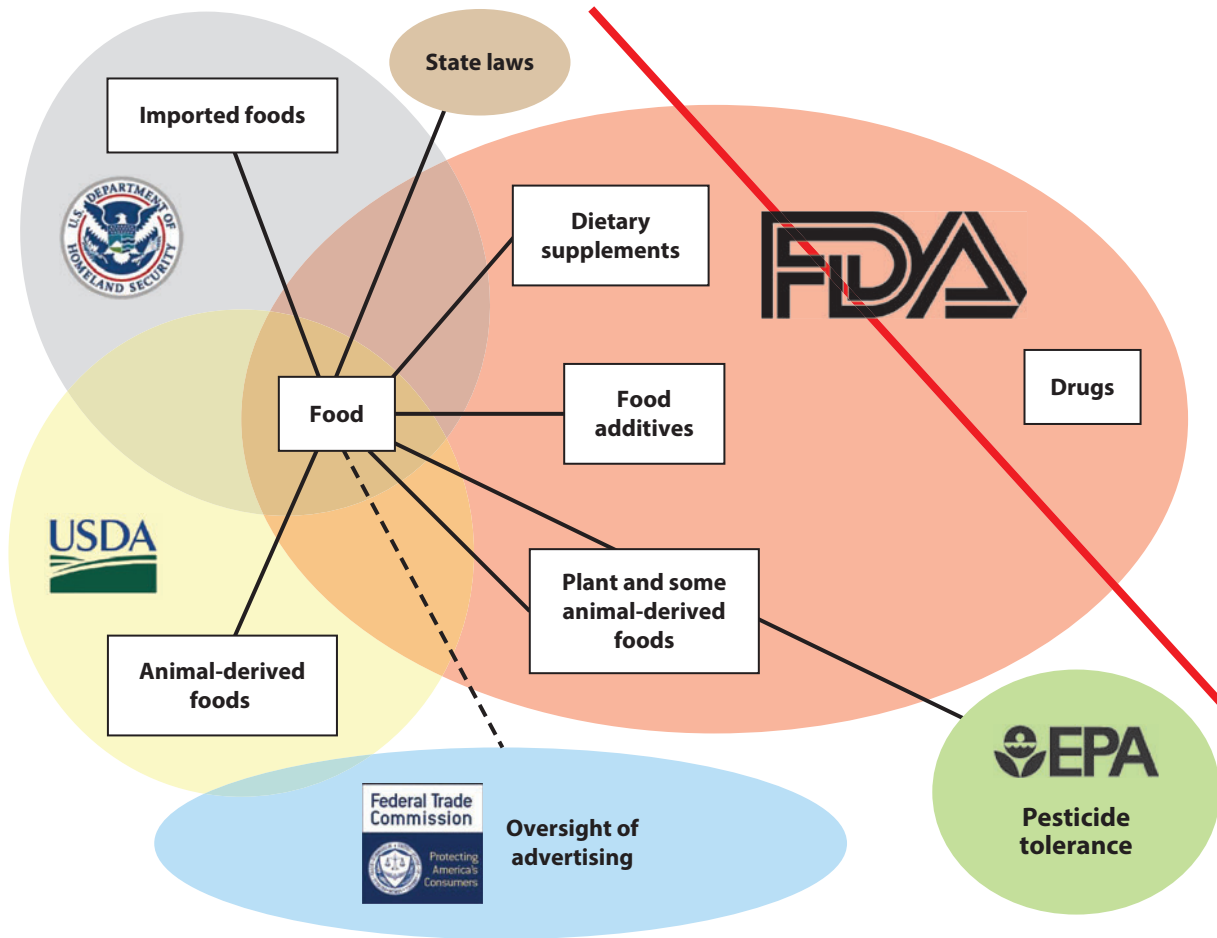 State laws
Imported foods
U.S. DEPARTMENT OF
HOMELAND SECURITY
Dietary
supplements
FDA
Drugs
Food
Food
additives
USDA
Plant and some
animal-derived
foods
Animal-derived
foods
EPA
Pesticide
tolerance
Federal Trade
Commission
Protecting
America's
Consumers
Oversight of
advertising